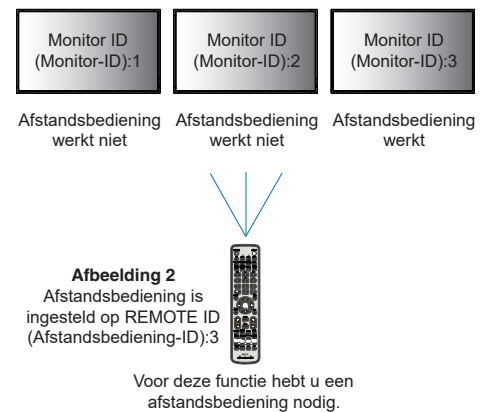 Monitor ID
(Monitor-ID):1
Monitor ID
(Monitor-ID):2
Monitor ID
(Monitor-ID):3
Afstandsbediening
werkt niet
Afstandsbediening
werkt niet
Afstandsbediening
werkt
Afbeelding 2
Afstandsbediening is
ingesteld op REMOTE ID
(Afstandsbediening-ID):3
Voor deze functie hebt u een
afstandsbediening nodig.